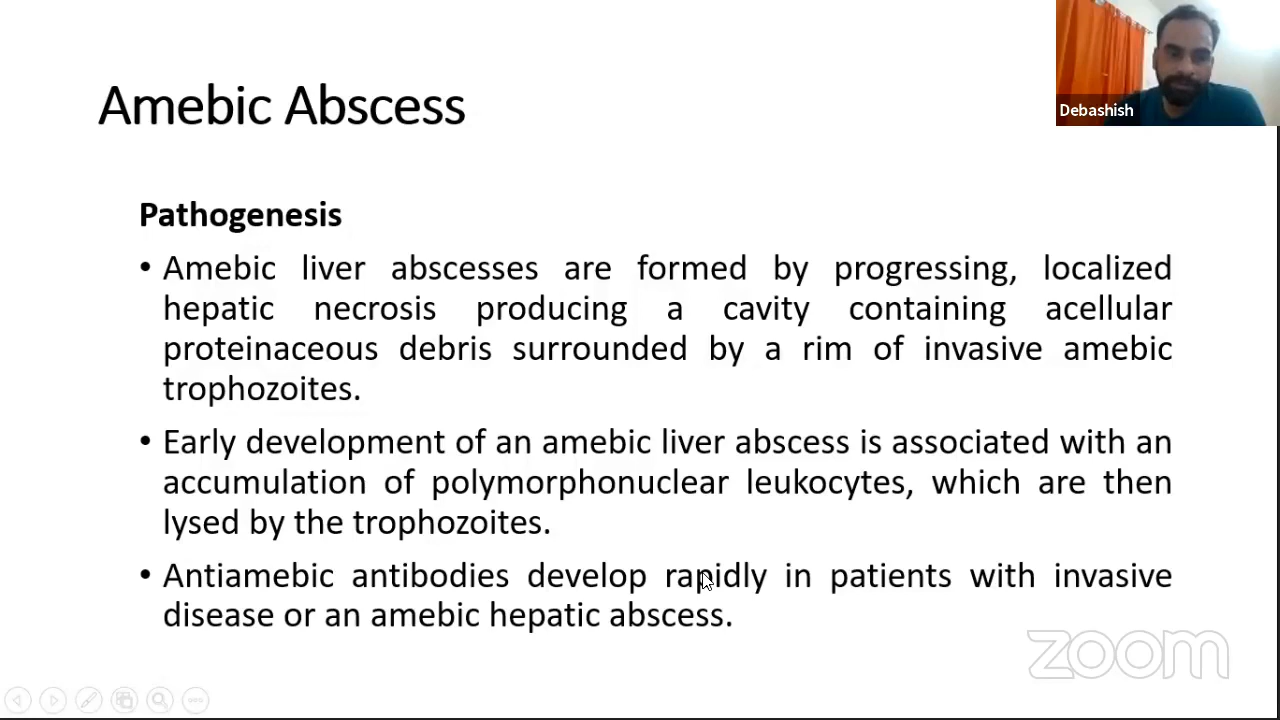 Amebic Abscess
Debashish
Pathogenesis
• Amebic liver abscesses are formed by progressing, localized
hepatic necrosis producing a cavity containing acellular
proteinaceous debris surrounded by a rim of invasive amebic
trophozoites.
• Early development of an amebic liver abscess is associated with an
accumulation of polymorphonuclear leukocytes, which are then
lysed by the trophozoites.
• Antiamebic antibodies develop rapidly in patients with invasive
disease or an amebic hepatic abscess.
zoom